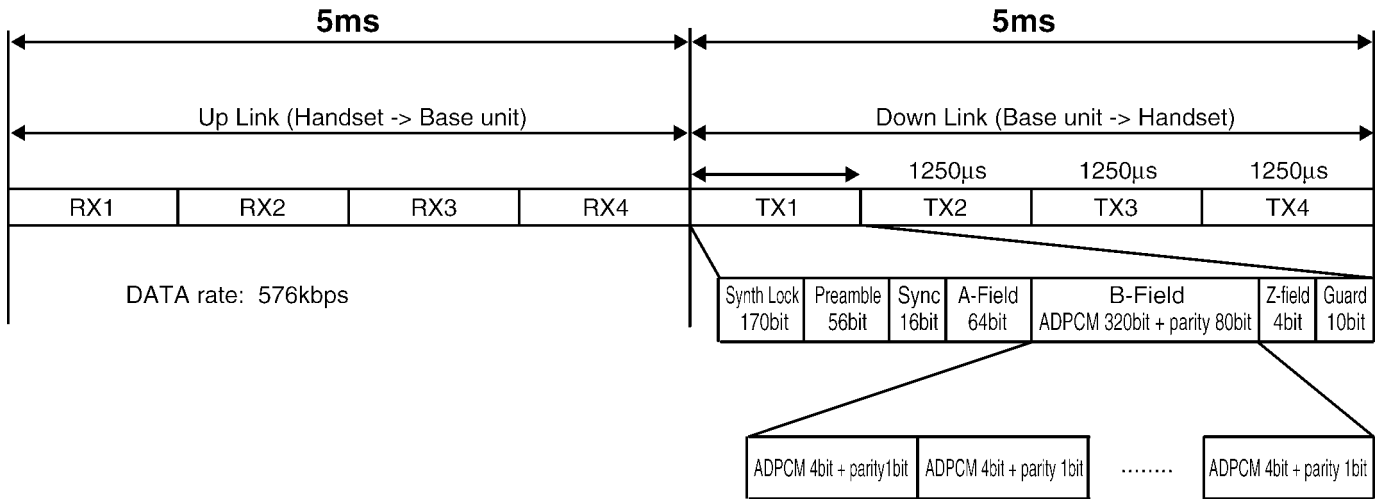 5ms 5ms
Up Link (Handset -> Base unit) Down Link (Base unit -> Handset)
1250µs 1250µs 1250µs
RX1 RX2 RX3 RX4 TX1 TX2 TX3 TX4
DATA rate: 576kbps
Synth Lock Preamble Sync A-Field B-Field Z-field Guard
170bit 56bit 16bit 64bit ADPCM 320bit + parity 80bit 4bit 10bit
ADPCM 4bit + parity1bit ADPCM 4bit + parity 1bit ........ ADPCM 4bit + parity 1bit